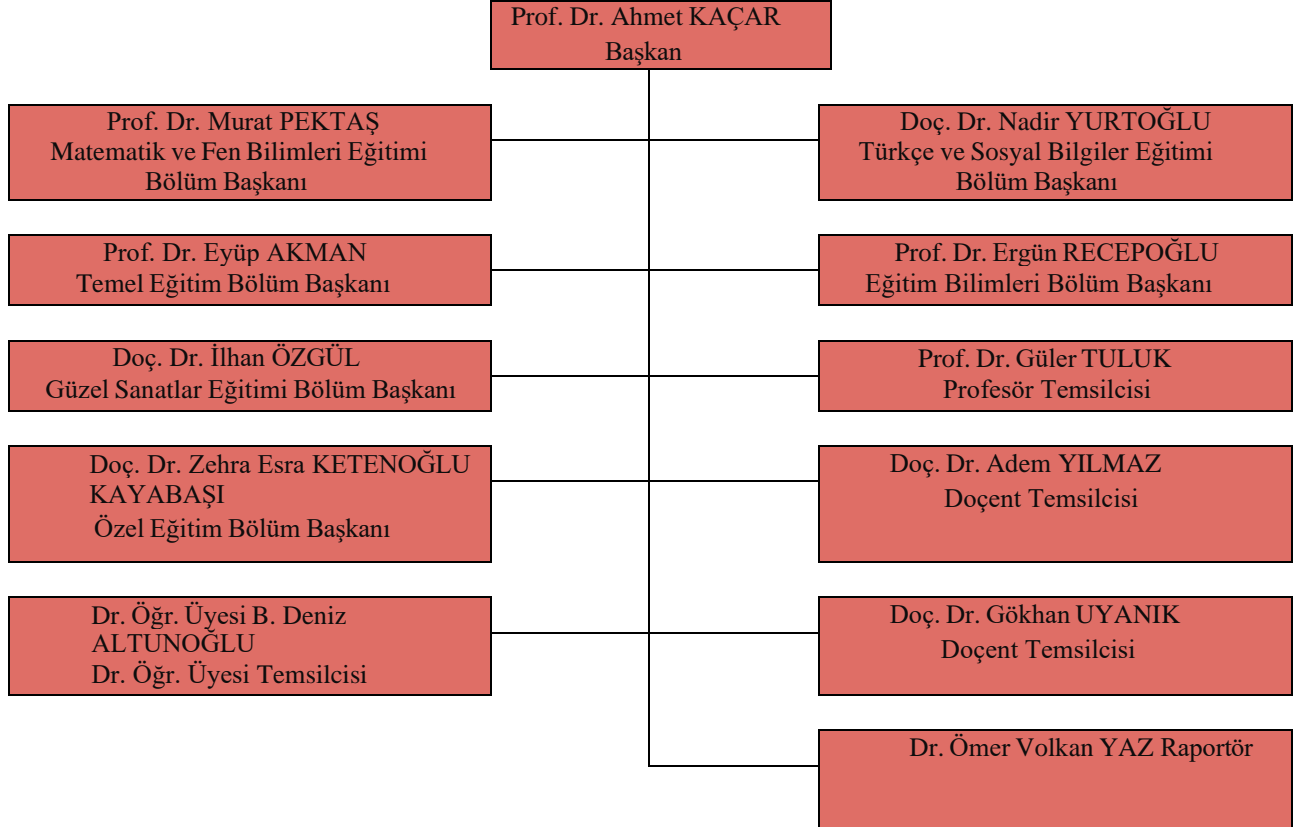 Prof. Dr. Ahmet KAÇAR
Başkan
Prof. Dr. Murat PEKTAŞ
Matematik ve Fen Bilimleri Eğitimi
Bölüm Başkanı
Doç. Dr. Nadir YURTOĞLU
Türkçe ve Sosyal Bilgiler Eğitimi
Bölüm Başkanı
Prof. Dr. Eyüp AKMAN
Temel Eğitim Bölüm Başkanı
Prof. Dr. Ergün RECEPOĞLU
Eğitim Bilimleri Bölüm Başkanı
Doç. Dr. İlhan ÖZGÜL
Güzel Sanatlar Eğitimi Bölüm Başkanı
Prof. Dr. Güler TULUK
Profesör Temsilcisi
Doç. Dr. Zehra Esra KETENOĞLU
KAYABAŞI
Özel Eğitim Bölüm Başkanı
Doç. Dr. Adem YILMAZ
Doçent Temsilcisi
Dr. Öğr. Üyesi B. Deniz
ALTUNOĞLU
Dr. Öğr. Üyesi Temsilcisi
Doç. Dr. Gökhan UYANIK
Doçent Temsilcisi
Dr. Ömer Volkan YAZ Raportör